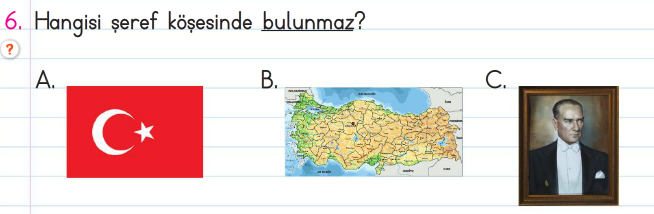 6. Hangisi şeref köşesinde bulunmaz?
?
A. B. C.